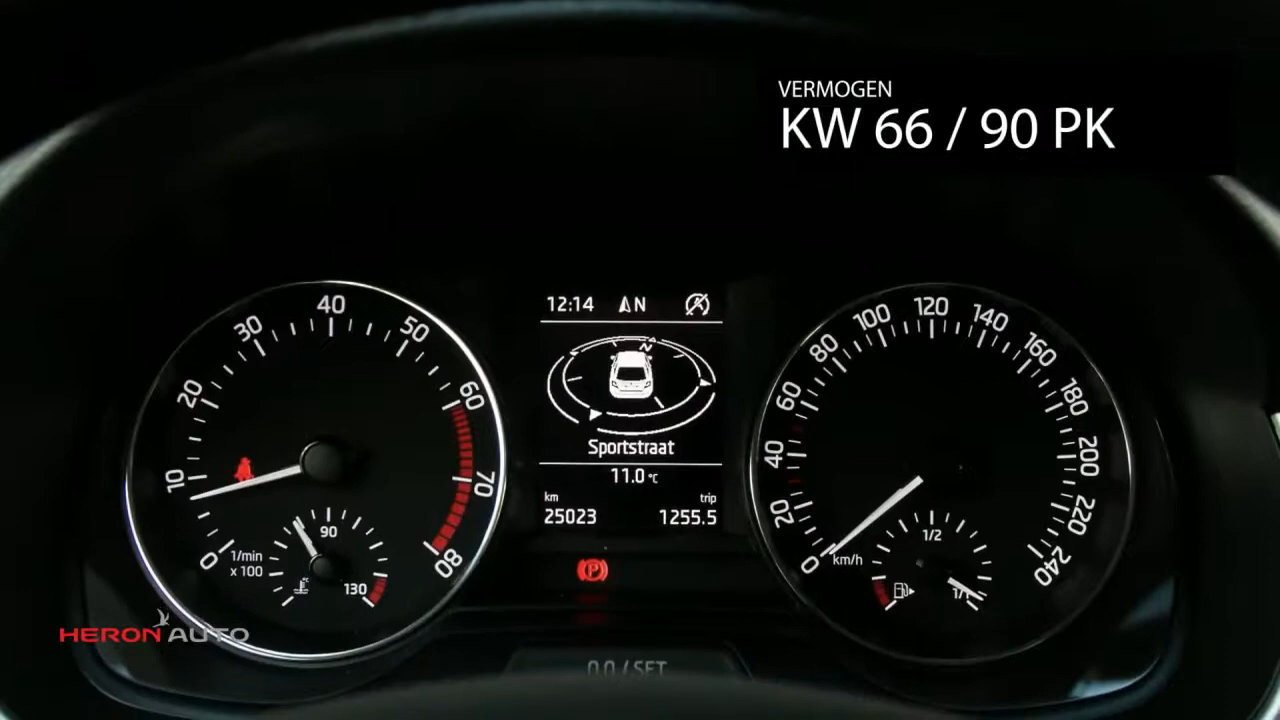 VERMOGEN
KW 66 / 90 PK
12:14 N
N
Sportstraat
11.0 °C
km trip
25023 1255.5
0 10 20 30 40 50 60 70 80
1/min
x 100
90
130
0 20 40 60 80 100 120 140 160 180 200 220 240
km/h
1/2
1/1
P
HERON AUTO
0.0 / SET